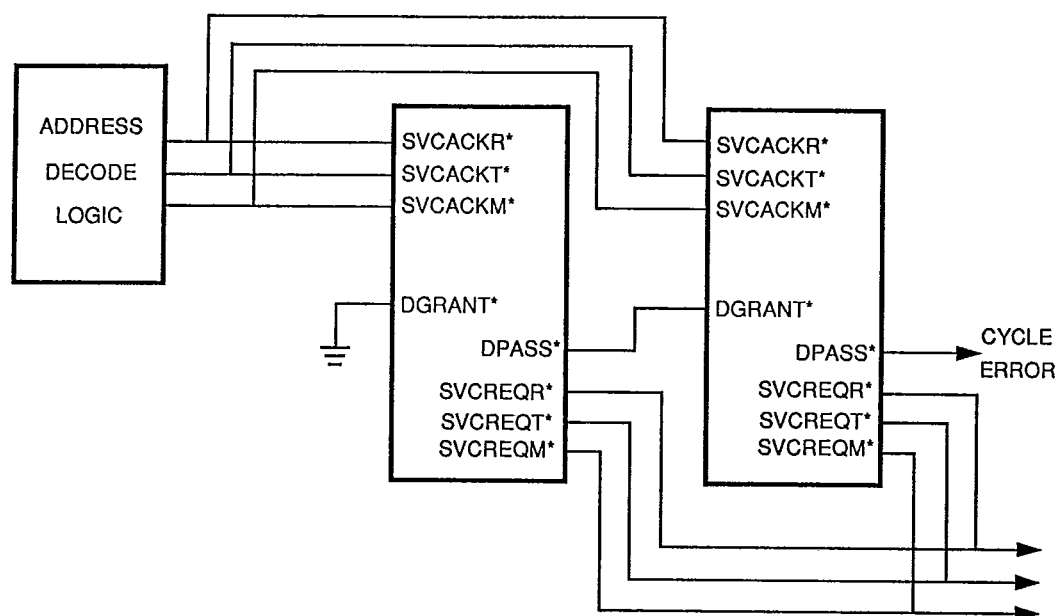 ADDRESS
DECODE
LOGIC
SVCACKR*
SVCACKT*
SVCACKM*
DGRANT*
DPASS*
SVCREQR*
SVCREQT*
SVCREQM*
SVCACKR*
SVCACKT*
SVCACKM*
DGRANT*
DPASS*
SVCREQR*
SVCREQT*
SVCREQM*
CYCLE
ERROR